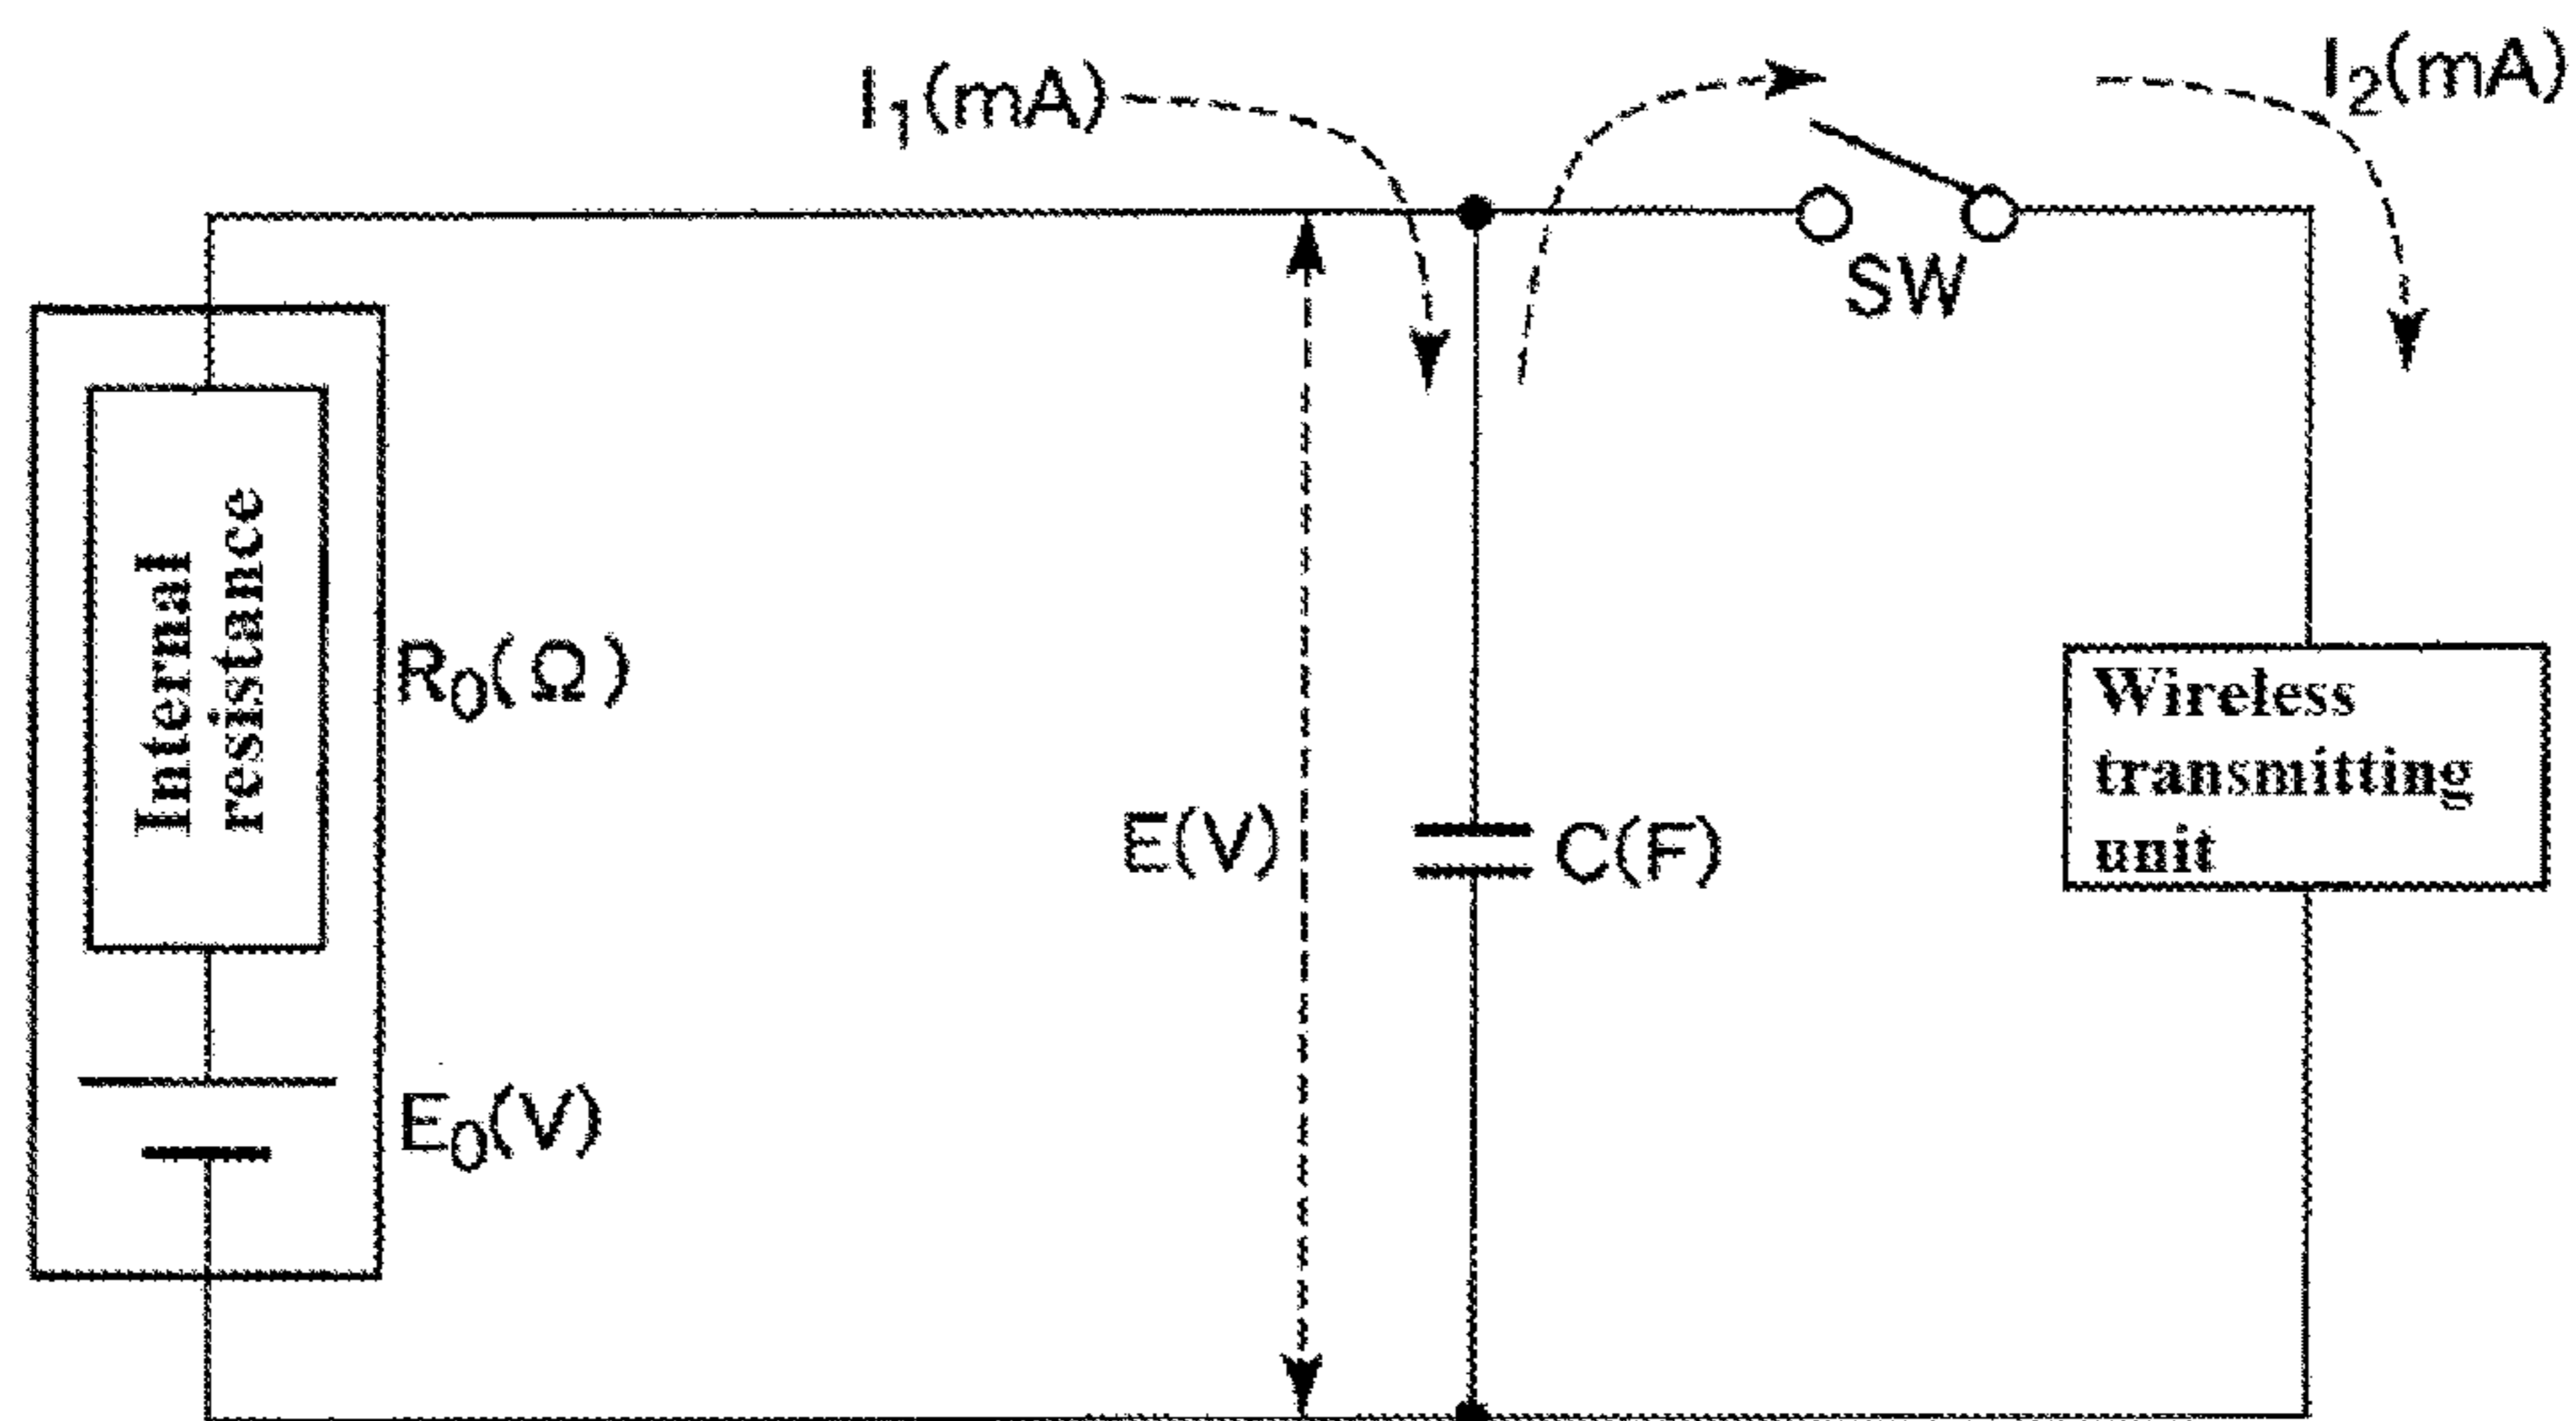 I₁(mA)
I₂(mA)
SW
Internal
resistance
R₀(Ω)
E(V)
C(F)
Wireless
transmitting
unit
E₀(V)